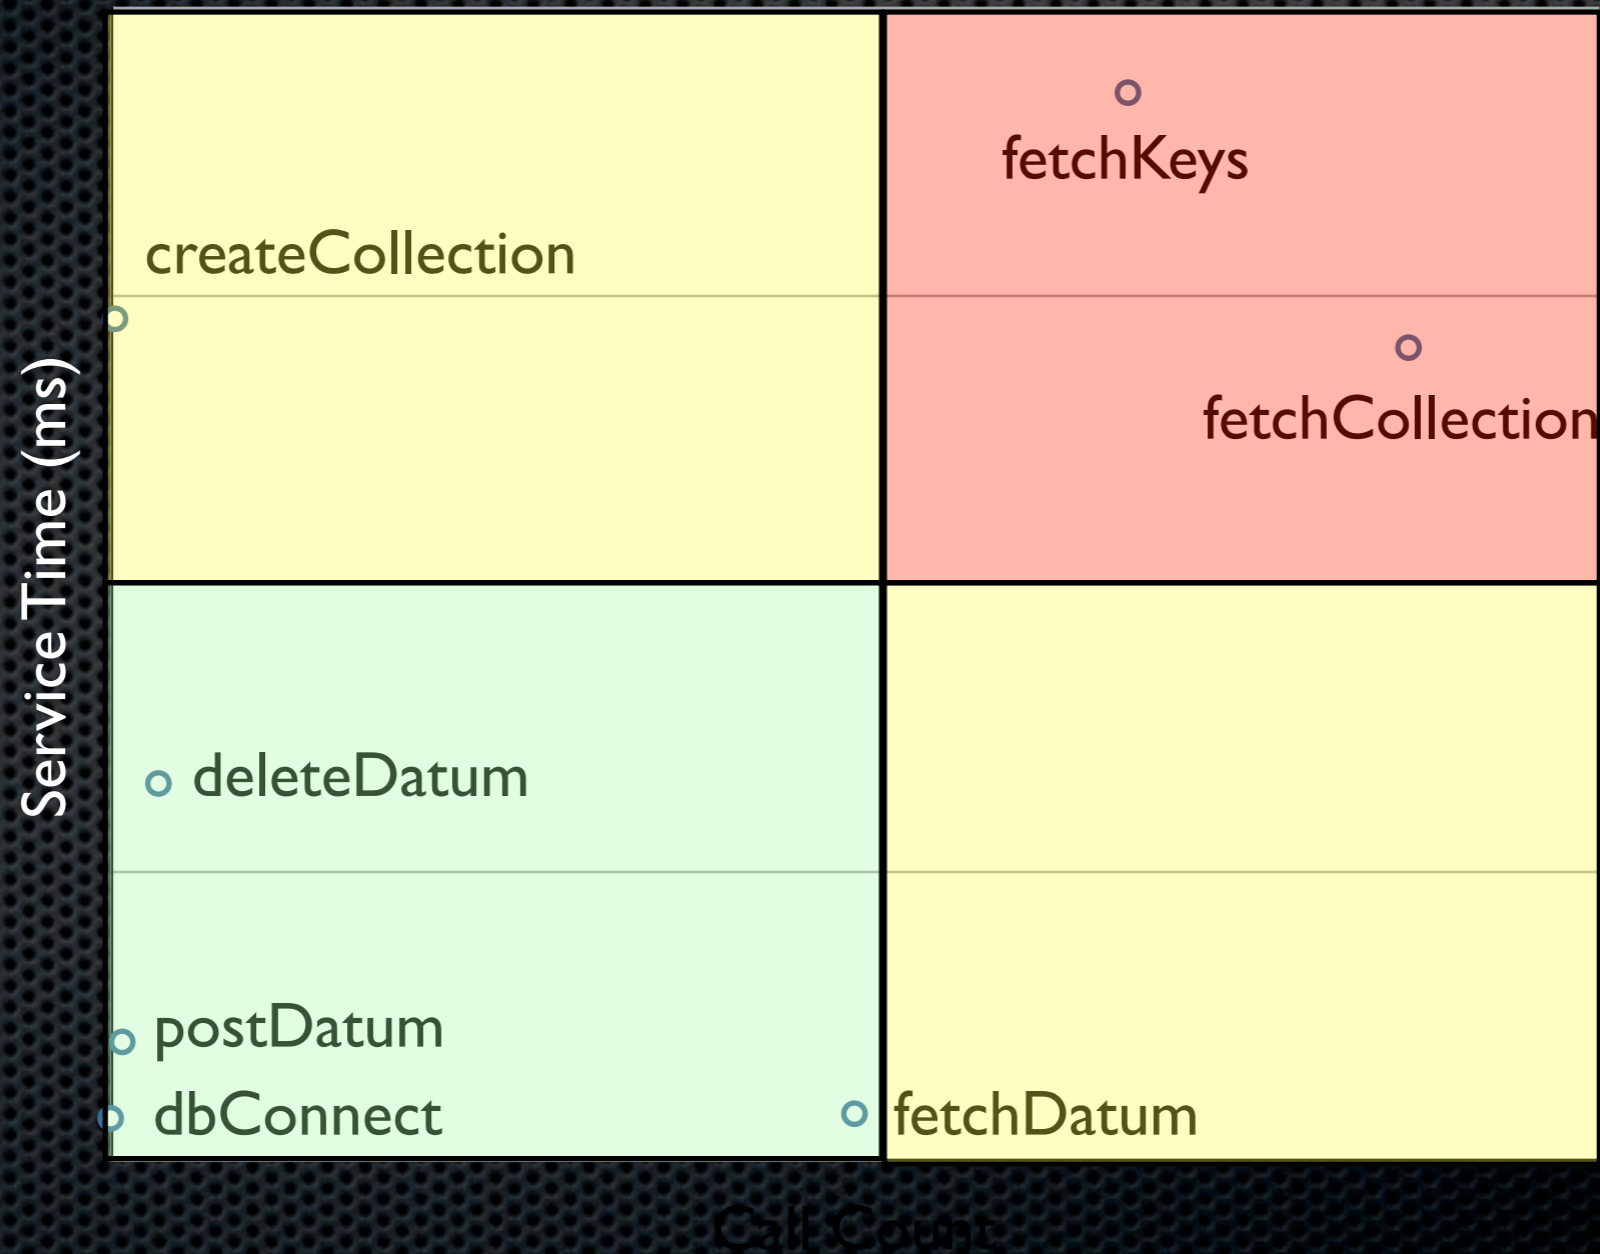 fetchKeys
createCollection
fetchCollection
Service Time (ms)
deleteDatum
postDatum
dbConnect
fetchDatum
Call Count